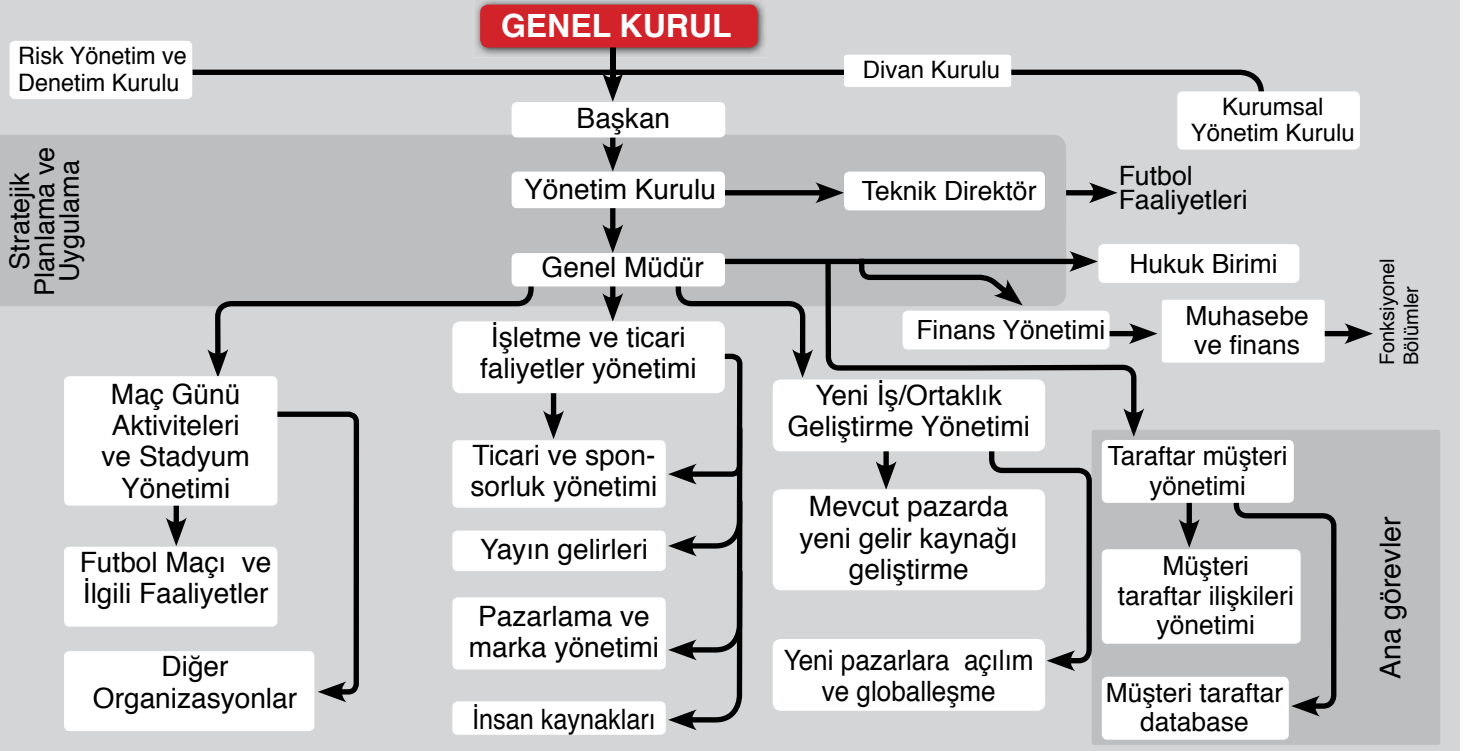 GENEL KURUL
Risk Yönetim ve
Denetim Kurulu
Divan Kurulu
Kurumsal
Yönetim Kurulu
Başkan
Stratejik
Planlama ve
Uygulama
Yönetim Kurulu
Teknik Direktör
Futbol
Faaliyetleri
Genel Müdür
Hukuk Birimi
Finans Yönetimi
Muhasebe
ve finans
Fonksiyonel
Bölümler
Maç Günü
Aktiviteleri
ve Stadyum
Yönetimi
Futbol Maçı ve
İlgili Faaliyetler
Diğer
Organizasyonlar
İşletme ve ticari
faliyetler yönetimi
Ticari ve spon-
sorluk yönetimi
Yayın gelirleri
Pazarlama ve
marka yönetimi
İnsan kaynakları
Yeni İş/Ortaklık
Geliştirme Yönetimi
Mevcut pazarda
yeni gelir kaynağı
geliştirme
Yeni pazarlara açılım
ve globalleşme
Taraftar müşteri
yönetimi
Müşteri
taraftar ilişkileri
yönetimi
Müşteri taraftar
database
Ana görevler